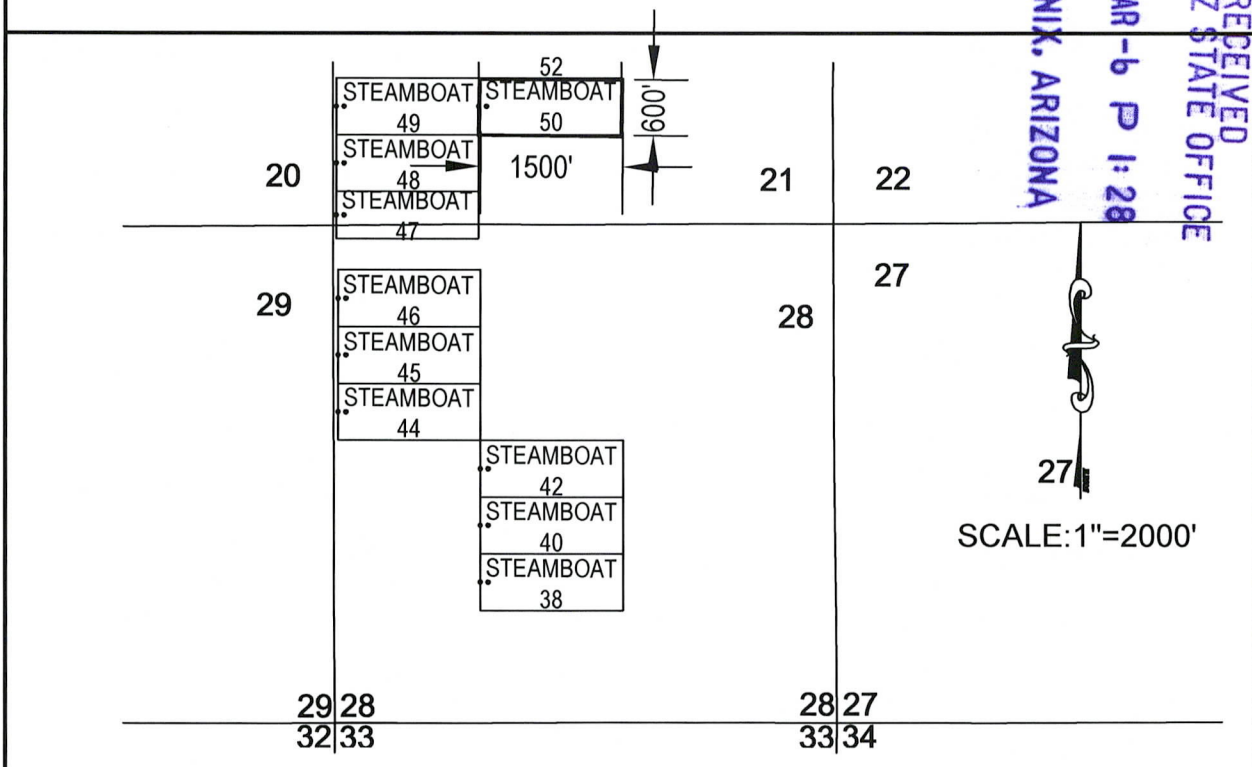 RECEIVED
Z STATE OFFICE
AR -6 P 1:28
NIX, ARIZONA
52
STEAMBOAT
49
STEAMBOAT
50
600'
STEAMBOAT
48
1500'
STEAMBOAT
47
20
21
22
29
28
27
STEAMBOAT
46
STEAMBOAT
45
STEAMBOAT
44
STEAMBOAT
42
STEAMBOAT
40
STEAMBOAT
38
27
SCALE:1"=2000'
29 28
32 33
28 27
33 34